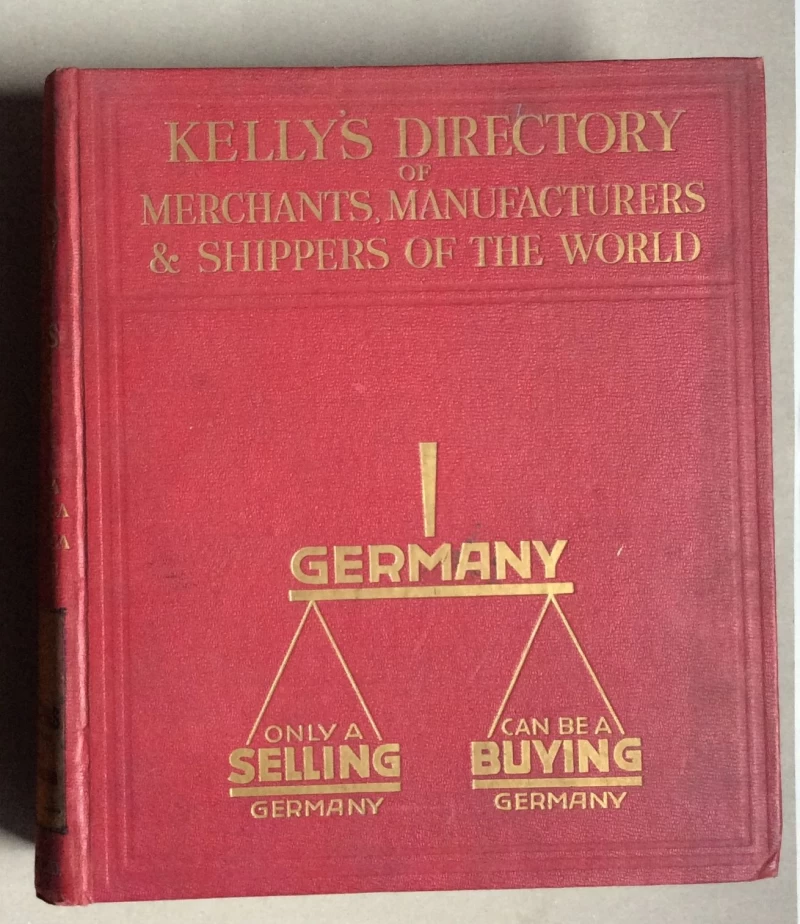 KELLY'S DIRECTORY
OF
MERCHANTS, MANUFACTURERS
& SHIPPERS OF THE WORLD
GERMANY
ONLY A
SELLING
GERMANY
CAN BE A
BUYING
GERMANY